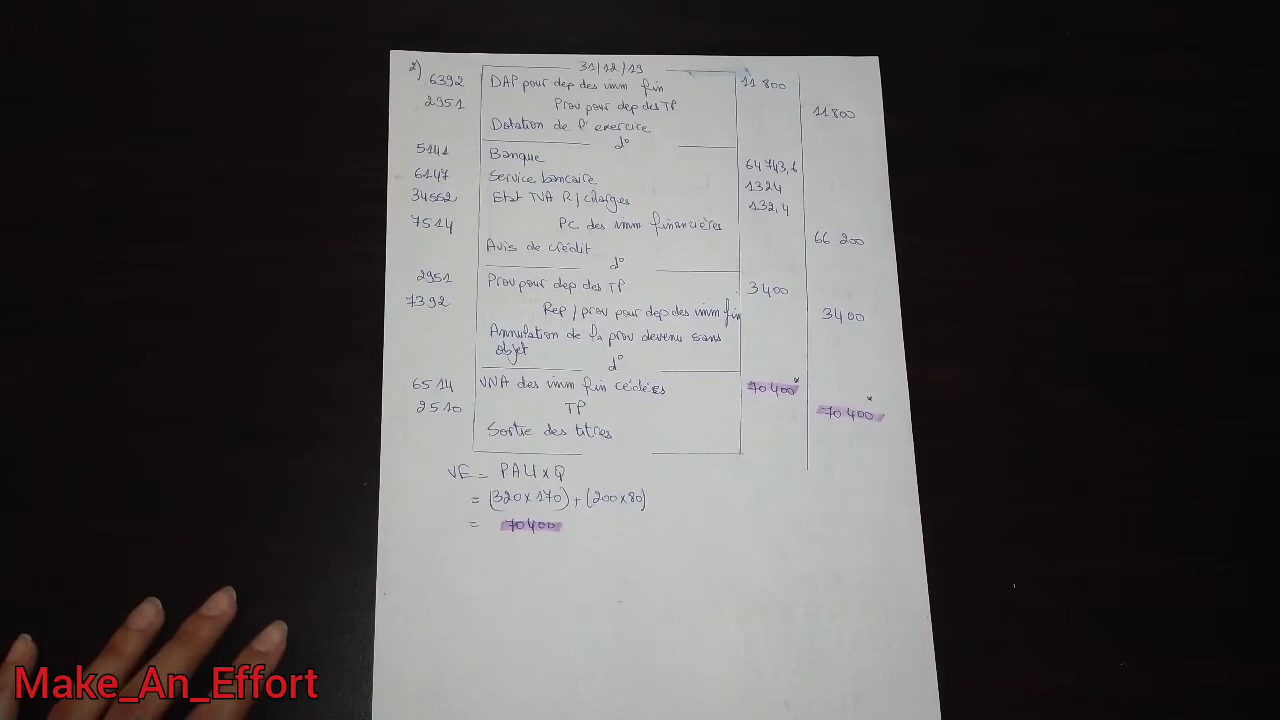 2) 31/12/13
6392 DAP pour dep des imm fin 11 800
2951 Prov pour dep des TP 11 800
Dotation de l'exercice
d°
5141 Banque 64 743,6
6147 Service bancaire 1324
34552 Etat TVA R/charges 132,4
7514 PC des imm financières 66 200
Avis de crédit
d°
2951 Prov pour dep des TP 3400
7392 Rep/prov pour dep des imm fin 3400
Annulation de la prov devenu sans
objet
d°
6514 VNA des imm fin cédées 70 400*
2510 TP 70 400*
Sortie des titres
VE = PAU x Q
= (320 x 170) + (200 x 80)
= 70 400
Make_An_Effort